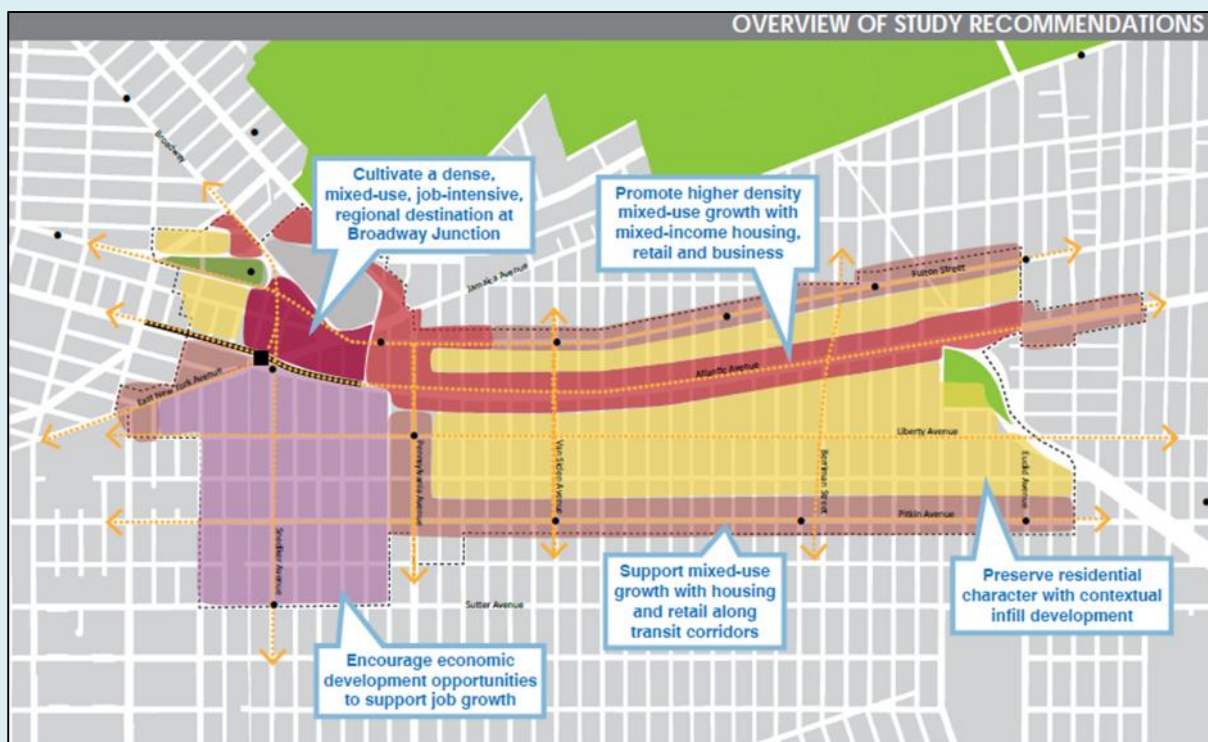 OVERVIEW OF STUDY RECOMMENDATIONS
Broadway
Cultivate a dense,
mixed-use, job-intensive,
regional destination at
Broadway Junction
Promote higher density
mixed-use growth with
mixed-income housing,
retail and business
Jamaica Avenue
Fulton Street
Atlantic Avenue
East New York Avenue
Liberty Avenue
Pennsylvania Avenue
Van Siclen Avenue
Berriman Street
Euclid Avenue
Pitkin Avenue
Snediker Avenue
Sutter Avenue
Support mixed-use
growth with housing
and retail along
transit corridors
Preserve residential
character with contextual
infill development
Encourage economic
development opportunities
to support job growth